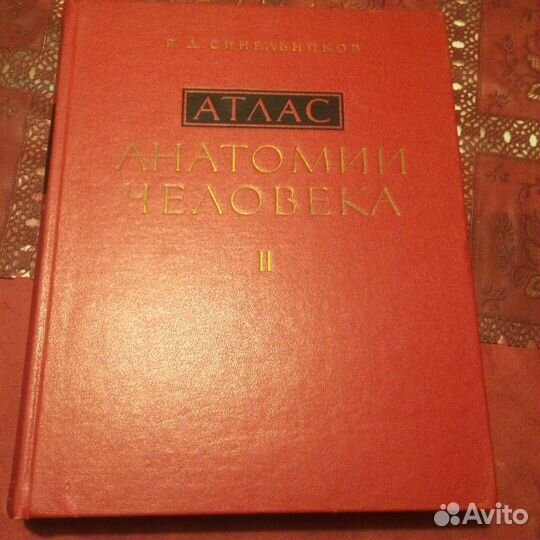 Р. Д. СИНЕЛЬНИКОВ
АТЛАС
АНАТОМИИ
ЧЕЛОВЕКА
II
Avito